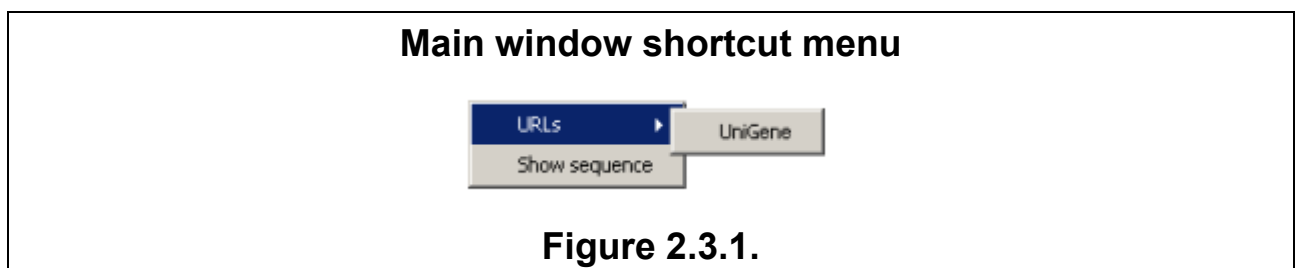 Main window shortcut menu
URLs
UniGene
Show sequence
Figure 2.3.1.